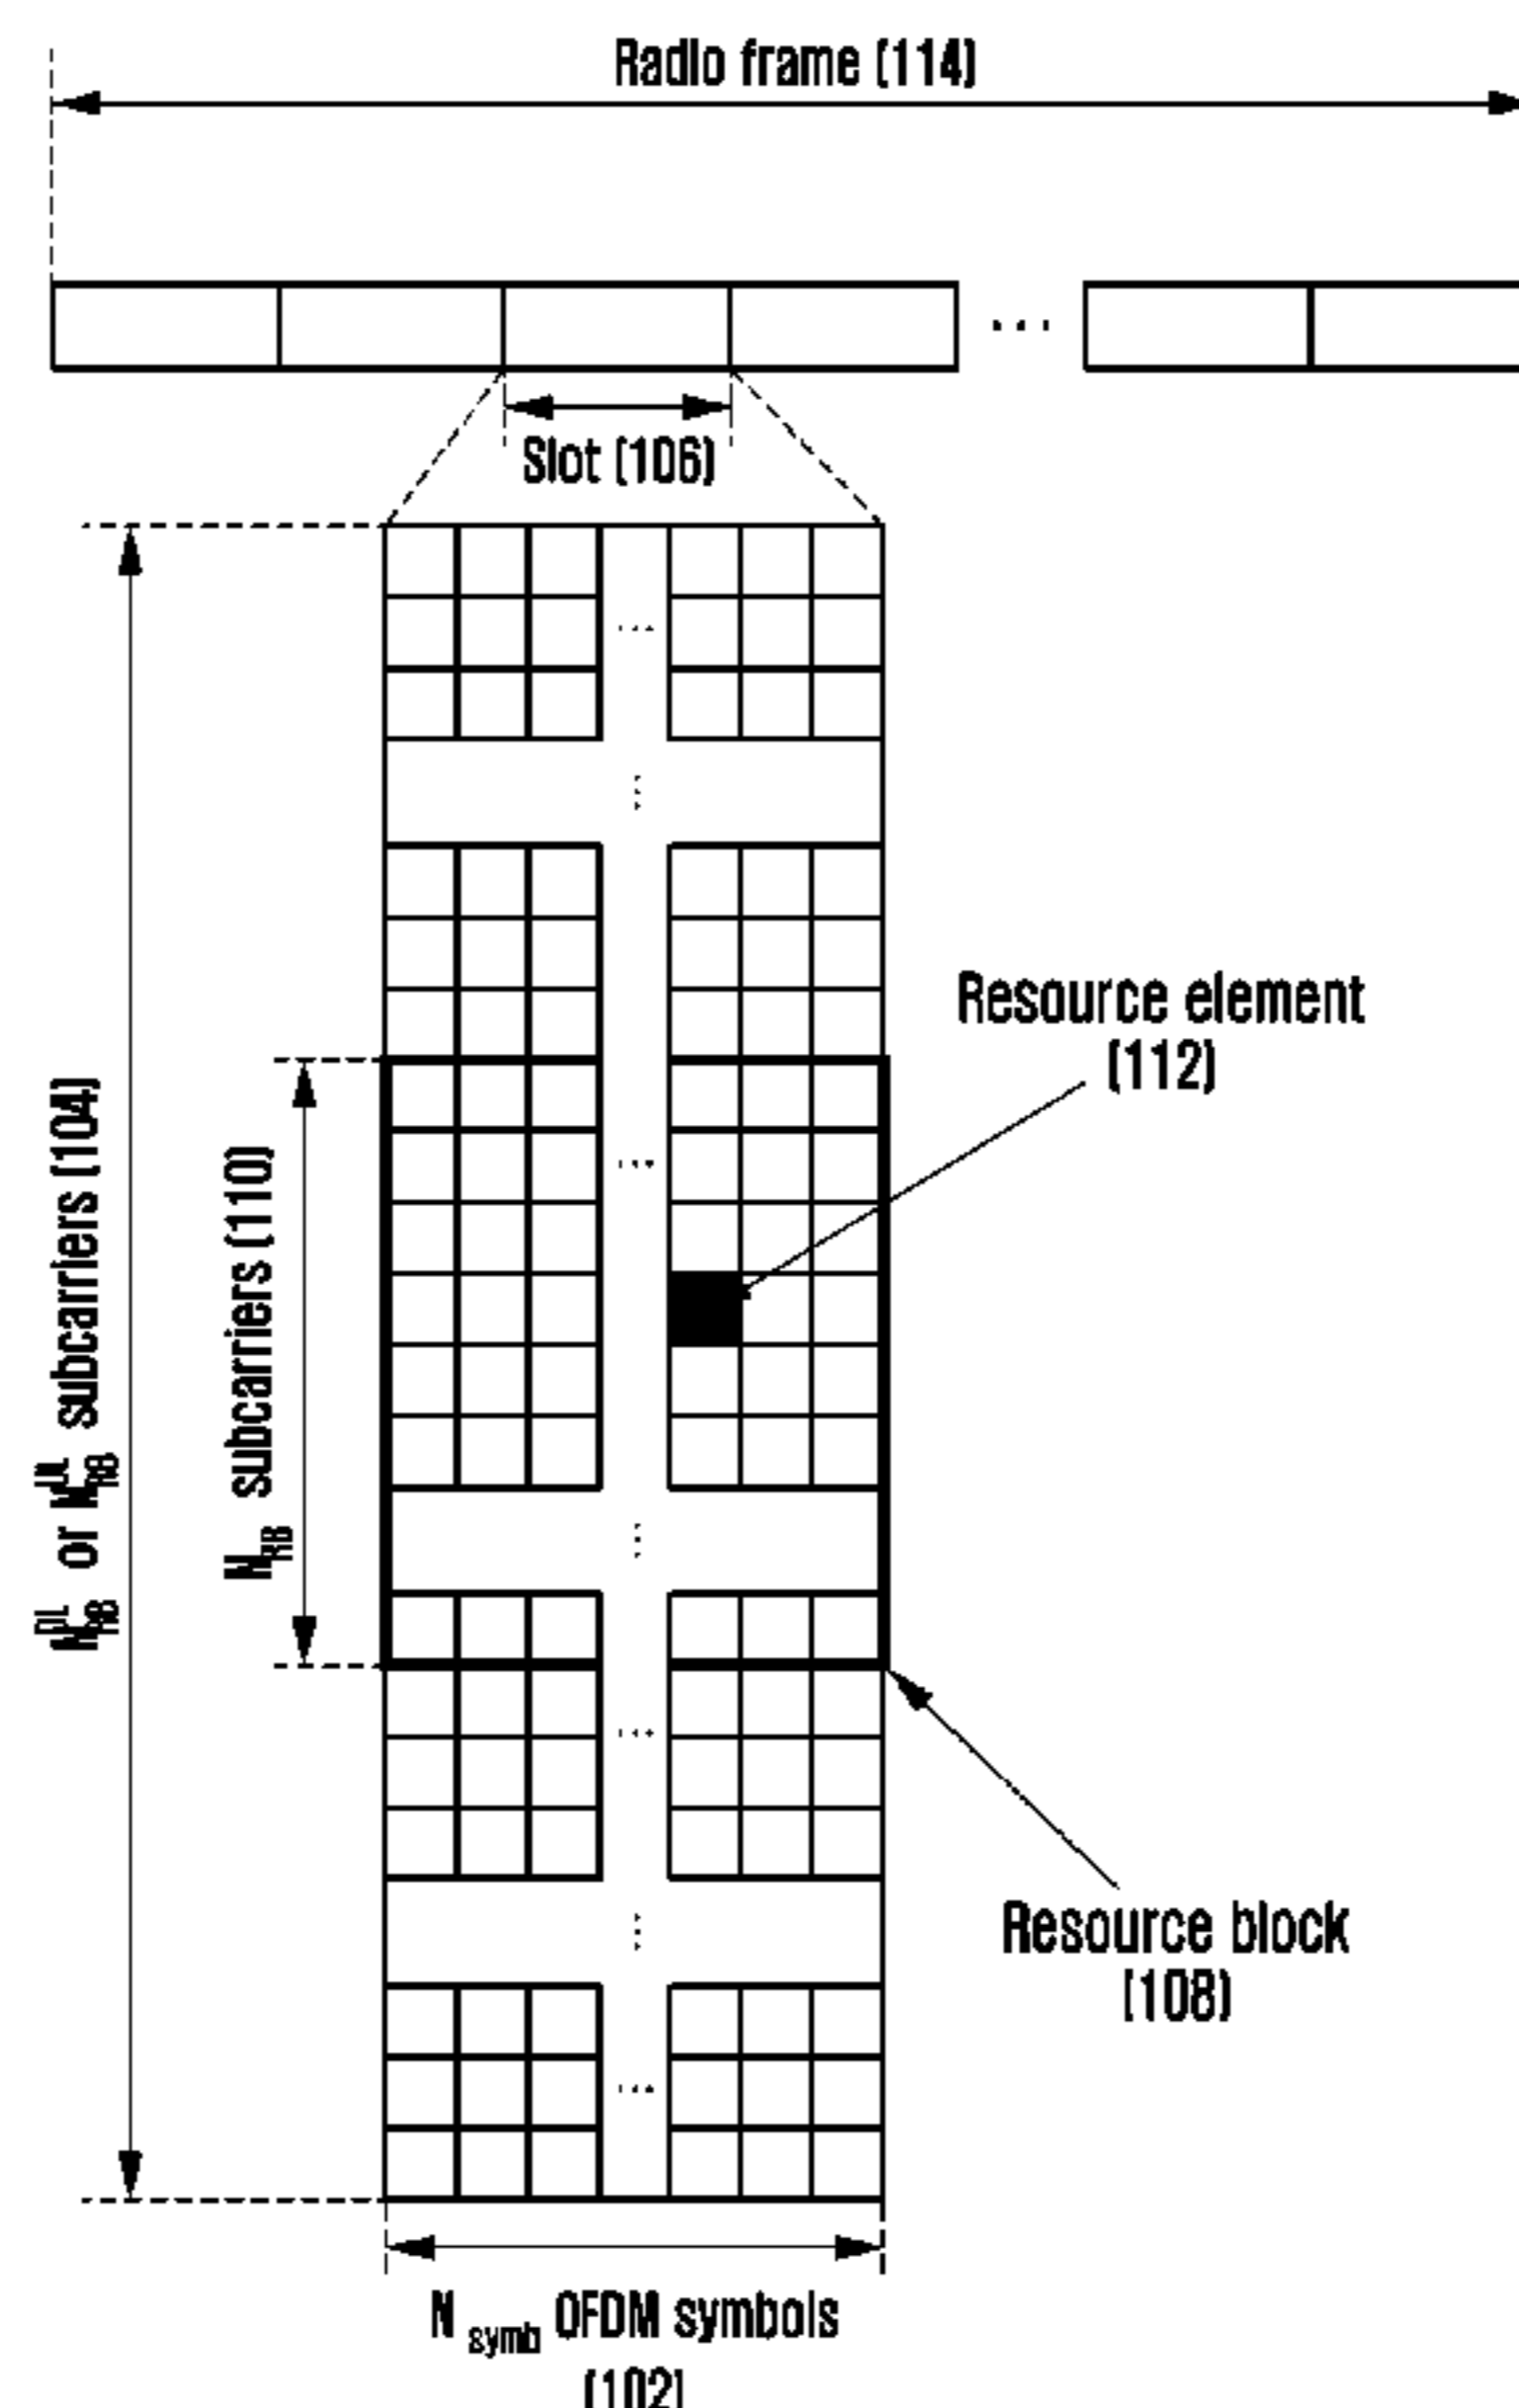 Radio frame (114)
Slot (106)
Resource element
(112)
N_RB^DL or N_RB^UL subcarriers (104)
N_RB subcarriers (110)
Resource block
(108)
N symb OFDM symbols
(102)